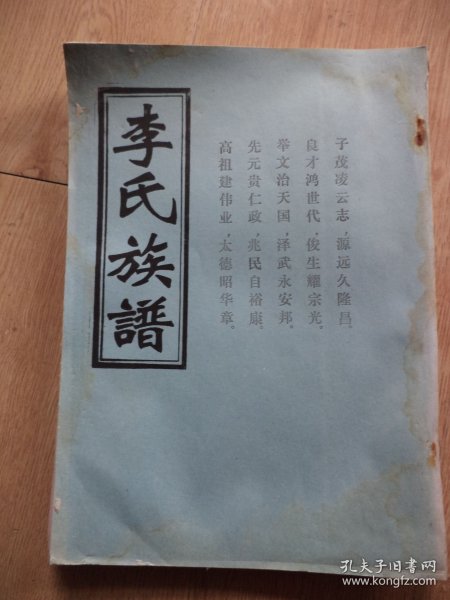 李氏族譜
子茂凌云志，源远久隆昌。
良才鸿世代，俊生耀宗光。
举文治天国，泽武永安邦。
先元贵仁政，兆民自裕康。
高祖建伟业，太德昭华章。
孔夫子旧书网
www.kongfz.com